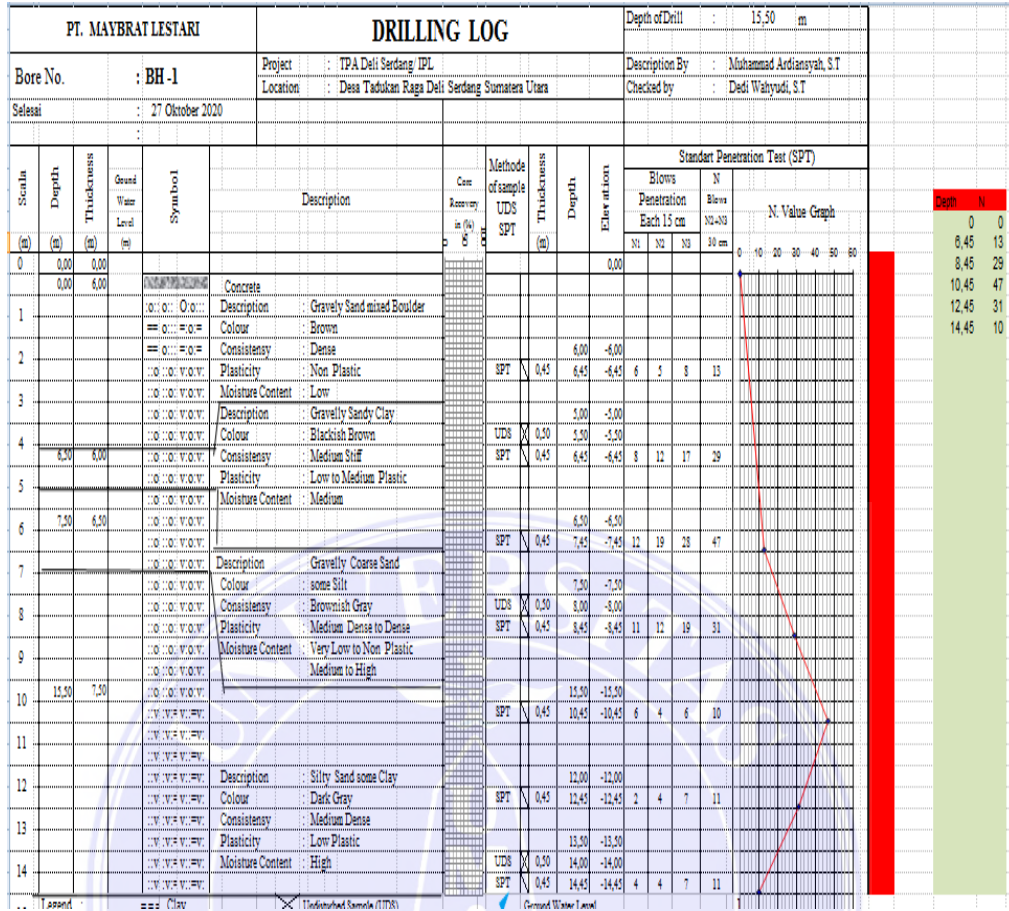 PT. MAYBRAT LESTARI
DRILLING LOG
Depth of Drill : 15,50 m
Bore No. : BH -1
Project : TPA Deli Serdang/ IPL
Description By : Muhammad Ardiansyah, S.T
Location : Desa Tadukan Raga Deli Serdang Sumatera Utara
Checked by : Dedi Wahyudi, S.T
Selesai : 27 Oktober 2020
:
Standart Penetration Test (SPT)
Scala (m)
Depth (m)
Thickness (m)
Geund Water Level (m)
Symbol
Description
Core Recovery in (%)
Methode of sample UDS SPT
Thickness (m)
Depth
Elevation
Blows Penetration Each 15 cm
N1 N2 N3
N Blows N2+N3 30 cm
N. Value Graph
0 10 20 30 40 50 60
Depth N
0 0
6,45 13
8,45 29
10,45 47
12,45 31
14,45 10
0 0,00 0,00 0,00
0,00 6,00 Concrete
Description : Gravely Sand mixed Boulder
1 Colour : Brown
Consistensy : Dense 6,00 -6,00
2 Plasticity : Non Plastic SPT 0,45 6,45 -6,45 6 5 8 13
Moisture Content : Low
3 Description : Gravelly Sandy Clay 5,00 -5,00
Colour : Blackish Brown UDS 0,50 5,50 -5,50
4 6,50 6,00 Consistensy : Medium Stiff SPT 0,45 6,45 -6,45 8 12 17 29
Plasticity : Low to Medium Plastic
5 Moisture Content : Medium
7,50 6,50 6,50 -6,50
6 SPT 0,45 7,45 -7,45 12 19 28 47
Description Gravelly Coarse Sand
7 Colour : some Silt 7,50 -7,50
Consistensy : Brownish Gray UDS 0,50 8,00 -8,00
8 Plasticity : Medium Dense to Dense SPT 0,45 8,45 -8,45 11 12 19 31
Moisture Content : Very Low to Non Plastic
9 Medium to High
15,50 7,50 15,50 -15,50
10 SPT 0,45 10,45 -10,45 6 4 6 10
11
Description : Silty Sand some Clay 12,00 -12,00
12 Colour : Dark Gray SPT 0,45 12,45 -12,45 2 4 7 11
Consistensy : Medium Dense
13 Plasticity : Low Plastic 13,50 -13,50
Moisture Content : High UDS 0,50 14,00 -14,00
14 SPT 0,45 14,45 -14,45 4 4 7 11
Legend : === Clay Undisturbed Sample (UDS) Ground Water Level